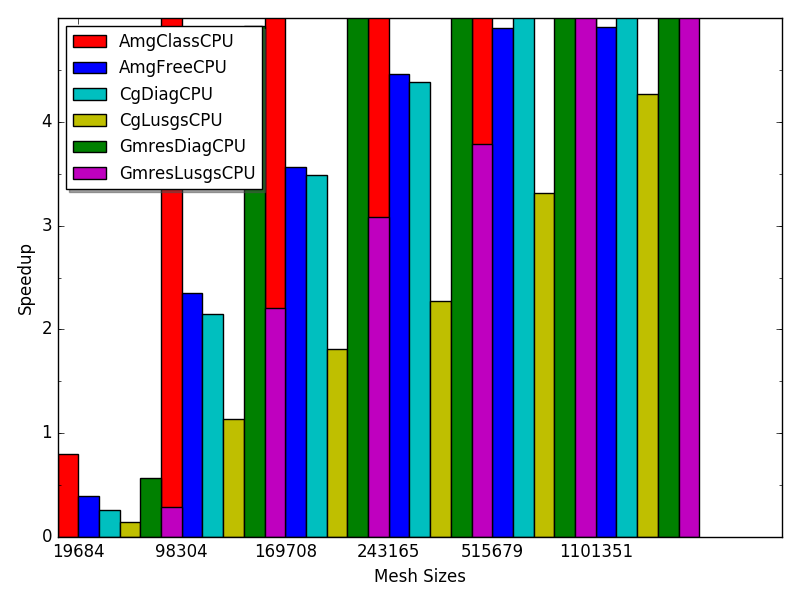 AmgClassCPU
AmgFreeCPU
CgDiagCPU
CgLusgsCPU
GmresDiagCPU
GmresLusgsCPU
4
3
2
1
0
Speedup
19684 98304 169708 243165 515679 1101351
Mesh Sizes